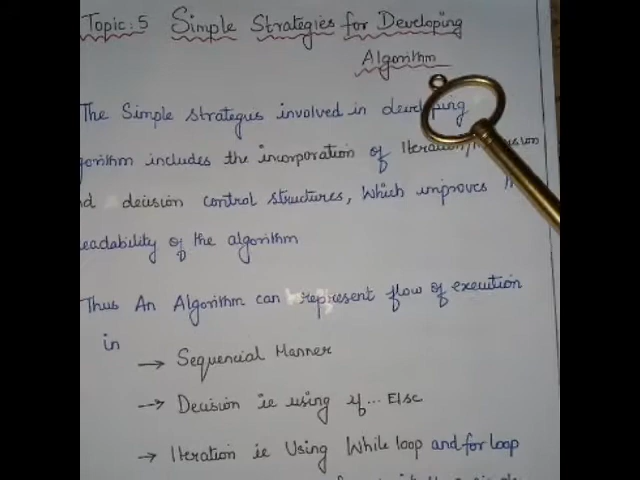 Topic: 5 Simple Strategies for Developing
Algorithm
The Simple strategies involved in developing
gorithm includes the incorporation of Iteration/
nd decision control structures, which improves
eadability of the algorithm
Thus An Algorithm can represent flow of execution
in
→ Sequencial Manner
→ Decision ie using if... Else
→ Iteration ie Using While loop and for loop